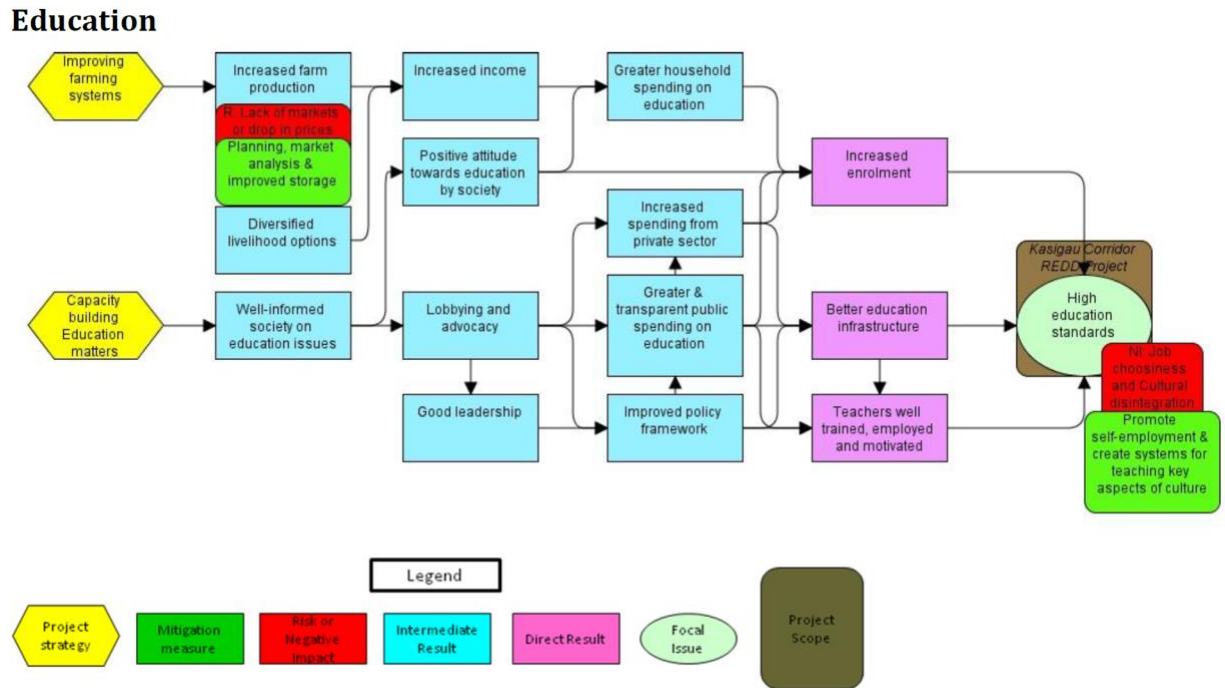 Education
Improving
farming
systems
Increased farm
production
R: Lack of markets
or drop in prices
Planning, market
analysis &
improved storage
Diversified
livelihood options
Increased income
Greater household
spending on
education
Positive attitude
towards education
by society
Increased
enrolment
Increased
spending from
private sector
Capacity
building
Education
matters
Well-informed
society on
education issues
Lobbying and
advocacy
Greater &
transparent public
spending on
education
Better education
infrastructure
Good leadership
Improved policy
framework
Teachers well
trained, employed
and motivated
Kasigau Corridor
REDD Project
High
education
standards
NI: Job
choosiness
and Cultural
disintegration
Promote
self-employment &
create systems for
teaching key
aspects of culture
Legend
Project
strategy
Mitigation
measure
Risk or
Negative
impact
Intermediate
Result
Direct Result
Focal
Issue
Project
Scope